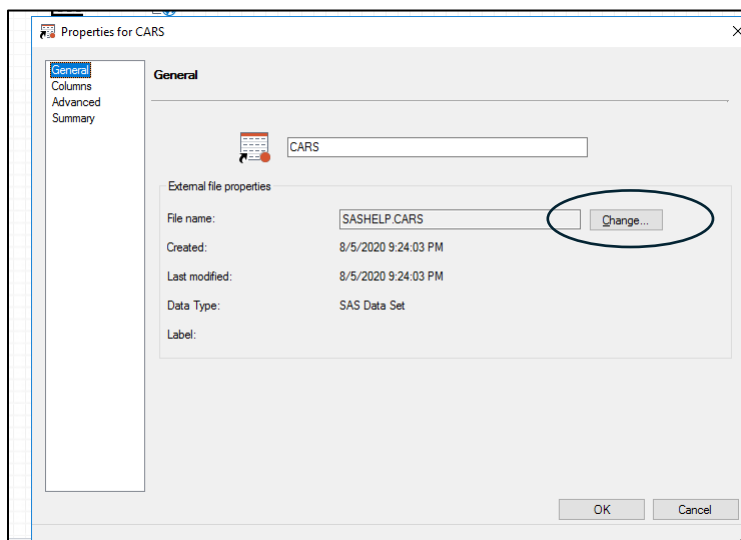 Properties for CARS
General
Columns
Advanced
Summary
General
CARS
External file properties
File name: SASHELP.CARS Change...
Created: 8/5/2020 9:24:03 PM
Last modified: 8/5/2020 9:24:03 PM
Data Type: SAS Data Set
Label:
OK Cancel